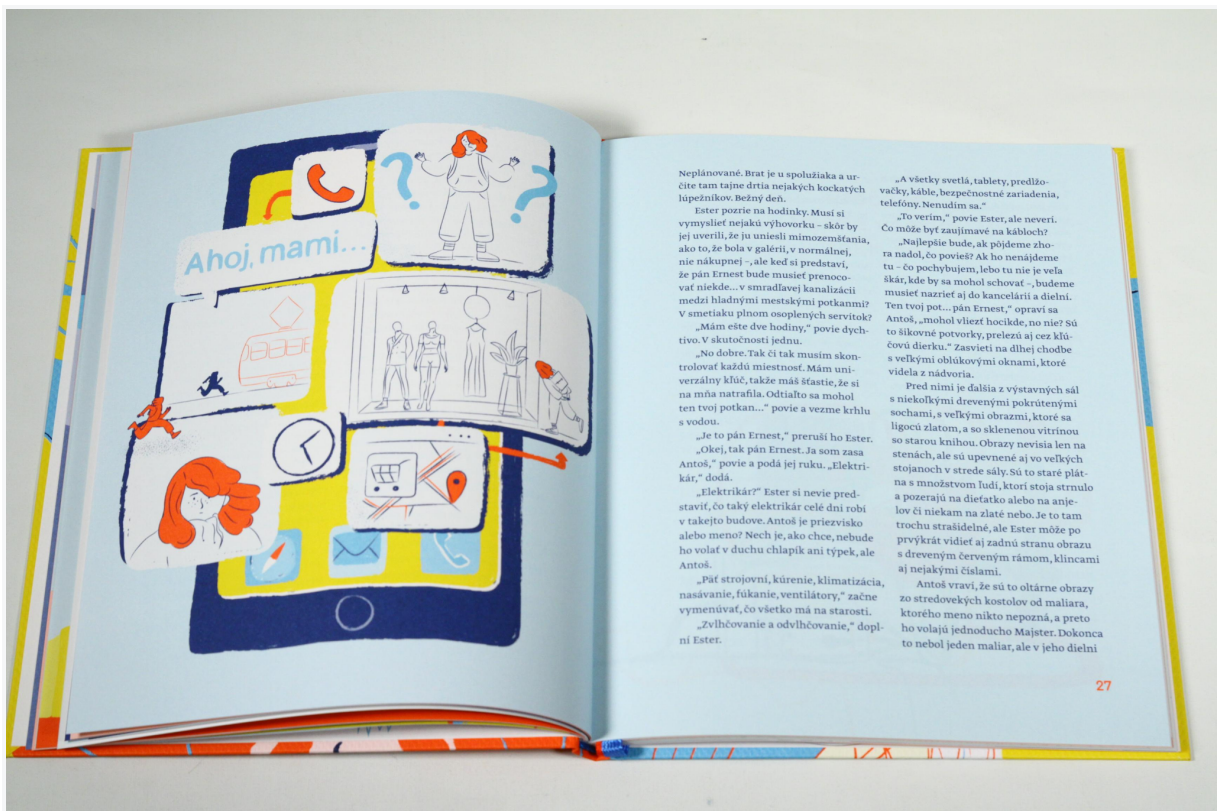 Ahoj, mami...
?
?
Neplánované. Brat je u spolužiaka a ur-
čite tam tajne drtia nejakých kockatých
lúpežníkov. Bežný deň.
Ester pozrie na hodinky. Musí si
vymyslieť nejakú výhovorku – skôr by
jej uverili, že ju uniesli mimozemšťania,
ako to, že bola v galérii, v normálnej,
nie nákupnej –, ale keď si predstaví,
že pán Ernest bude musieť prenoco-
vať niekde... v smradľavej kanalizácii
medzi hladnými mestskými potkanmi?
V smetiaku plnom osoplených servítok?
„Mám ešte dve hodiny,“ povie dych-
tivo. V skutočnosti jednu.
„No dobre. Tak či tak musím skon-
trolovať každú miestnosť. Mám uni-
verzálny kľúč, takže máš šťastie, že si
na mňa natrafila. Odtiaľto sa mohol
ten tvoj potkan...“ povie a vezme krhlu
s vodou.
„Je to pán Ernest,“ preruší ho Ester.
„Okej, tak pán Ernest. Ja som zasa
Antoš,“ povie a podá jej ruku. „Elektri-
kár,“ dodá.
„Elektrikár?“ Ester si nevie pred-
staviť, čo taký elektrikár celé dni robí
v takejto budove. Antoš je priezvisko
alebo meno? Nech je, ako chce, nebude
ho volať v duchu chlapík ani týpek, ale
Antoš.
„Päť strojovní, kúrenie, klimatizácia,
nasávanie, fúkanie, ventilátory,“ začne
vymenúvať, čo všetko má na starosti.
„Zvlhčovanie a odvlhčovanie,“ dopl-
ní Ester.
„A všetky svetlá, tablety, predlžo-
vačky, káble, bezpečnostné zariadenia,
telefóny. Nenudím sa.“
„To verím,“ povie Ester, ale neverí.
Čo môže byť zaujímavé na kábloch?
„Najlepšie bude, ak pôjdeme zho-
ra nadol, čo povieš? Ak ho nenájdeme
tu – čo pochybujem, lebo tu nie je veľa
škár, kde by sa mohol schovať –, budeme
musieť nazrieť aj do kancelárií a dielní.
Ten tvoj pot... pán Ernest,“ opraví sa
Antoš, „mohol vliezť hocikde, no nie? Sú
to šikovné potvorky, prelezú aj cez kľú-
čovú dierku.“ Zasvieti na dlhej chodbe
s veľkými oblúkovými oknami, ktoré
videla z nádvoria.
Pred nimi je ďalšia z výstavných sál
s niekoľkými drevenými pokrútenými
sochami, s veľkými obrazmi, ktoré sa
ligocú zlatom, a so sklenenou vitrínou
so starou knihou. Obrazy nevisia len na
stenách, ale sú upevnené aj vo veľkých
stojanoch v strede sály. Sú to staré plát-
na s množstvom ľudí, ktorí stoja strnulo
a pozerajú na dieťatko alebo na anje-
lov či niekam na zlaté nebo. Je to tam
trochu strašidelné, ale Ester môže po
prvýkrát vidieť aj zadnú stranu obrazu
s dreveným červeným rámom, klincami
aj nejakými číslami.
Antoš vraví, že sú to oltárne obrazy
zo stredovekých kostolov od maliara,
ktorého meno nikto nepozná, a preto
ho volajú jednoducho Majster. Dokonca
to nebol jeden maliar, ale v jeho dielni
27